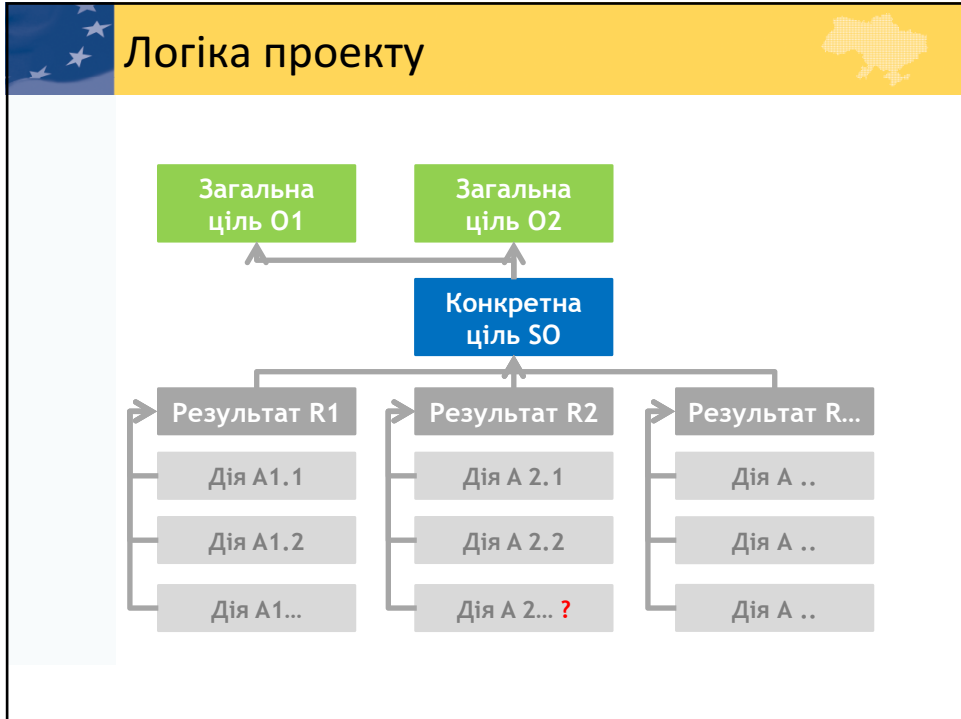 Логіка проекту
Загальна
ціль О1
Загальна
ціль О2
Конкретна
ціль SO
Результат R1
Результат R2
Результат R…
Дія А1.1
Дія А 2.1
Дія А ..
Дія А1.2
Дія А 2.2
Дія А ..
Дія А1…
Дія А 2… ?
Дія А ..